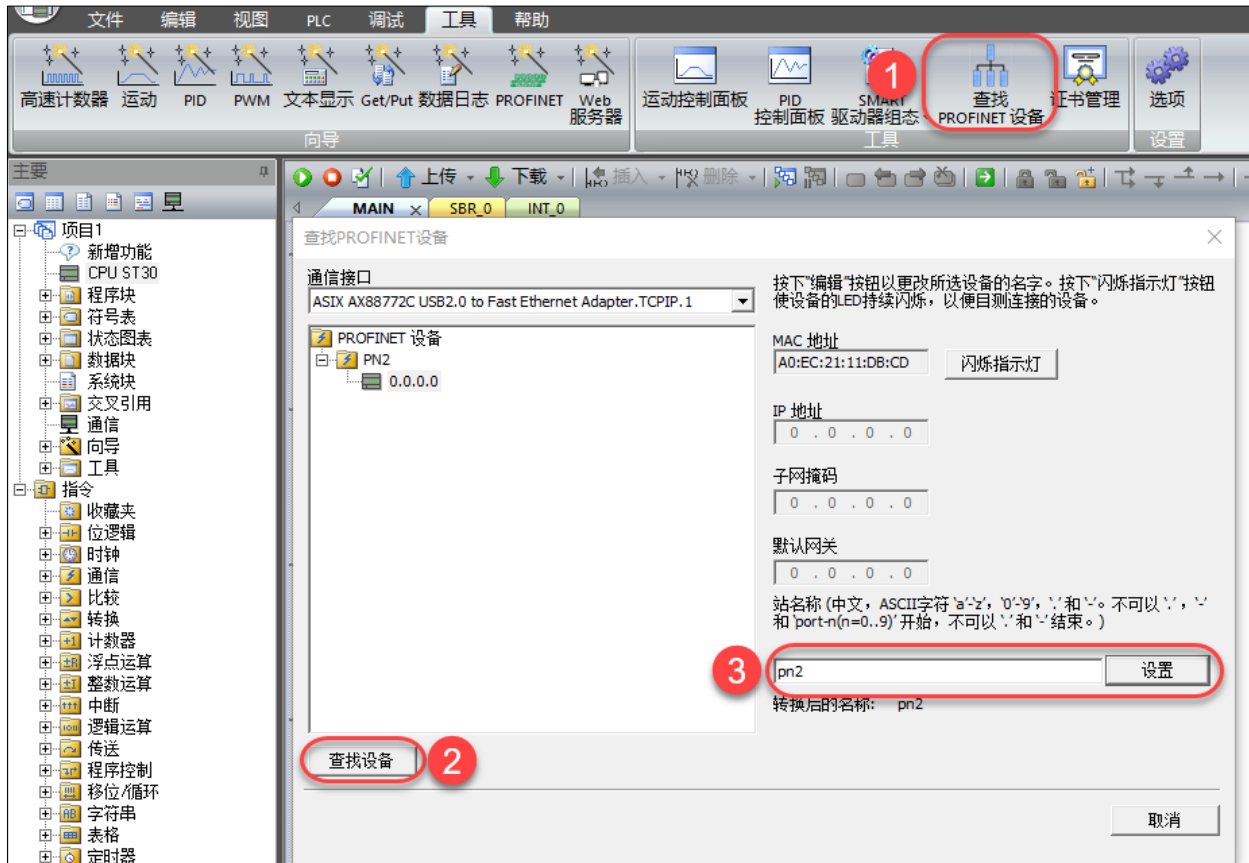 文件 编辑 视图 PLC 调试 工具 帮助
高速计数器 运动 PID PWM 文本显示 Get/Put 数据日志 PROFINET Web 服务器 运动控制面板 PID 控制面板 SMART 驱动器组态 查找 PROFINET 设备 证书管理 选项
1
向导 工具 设置
主要
上传 下载 插入 删除
MAIN SBR_0 INT_0
项目1
新增功能
CPU ST30
程序块
符号表
状态图表
数据块
系统块
交叉引用
通信
向导
工具
指令
收藏夹
位逻辑
时钟
通信
比较
转换
计数器
浮点运算
整数运算
中断
逻辑运算
传送
程序控制
移位/循环
字符串
表格
定时器
查找PROFINET设备
通信接口
ASIX AX88772C USB2.0 to Fast Ethernet Adapter.TCPIP.1
PROFINET 设备
PN2
0.0.0.0
查找设备
2
按下"编辑"按钮以更改所选设备的名字。按下"闪烁指示灯"按钮
使设备的LED持续闪烁，以便目测连接的设备。
MAC 地址
A0:EC:21:11:DB:CD 闪烁指示灯
IP 地址
0 . 0 . 0 . 0
子网掩码
0 . 0 . 0 . 0
默认网关
0 . 0 . 0 . 0
站名称 (中文，ASCII字符 'a'-'z'，'0'-'9'，'.' 和 '-'。不可以 '.'，'-'
和 'port-n(n=0..9)' 开始，不可以 '.' 和 '-' 结束。)
3
pn2 设置
转换后的名称: pn2
取消